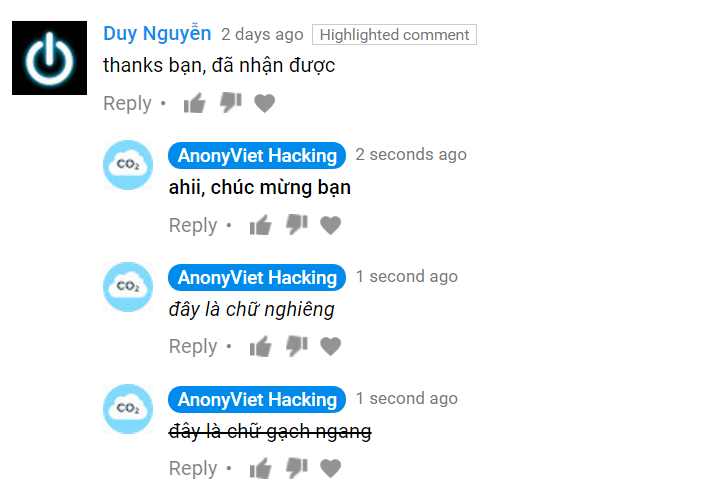 Duy Nguyễn 2 days ago Highlighted comment
thanks bạn, đã nhận được
Reply •
CO₂ AnonyViet Hacking 2 seconds ago
ahii, chúc mừng bạn
Reply •
CO₂ AnonyViet Hacking 1 second ago
đây là chữ nghiêng
Reply •
CO₂ AnonyViet Hacking 1 second ago
đây là chữ gạch ngang
Reply •